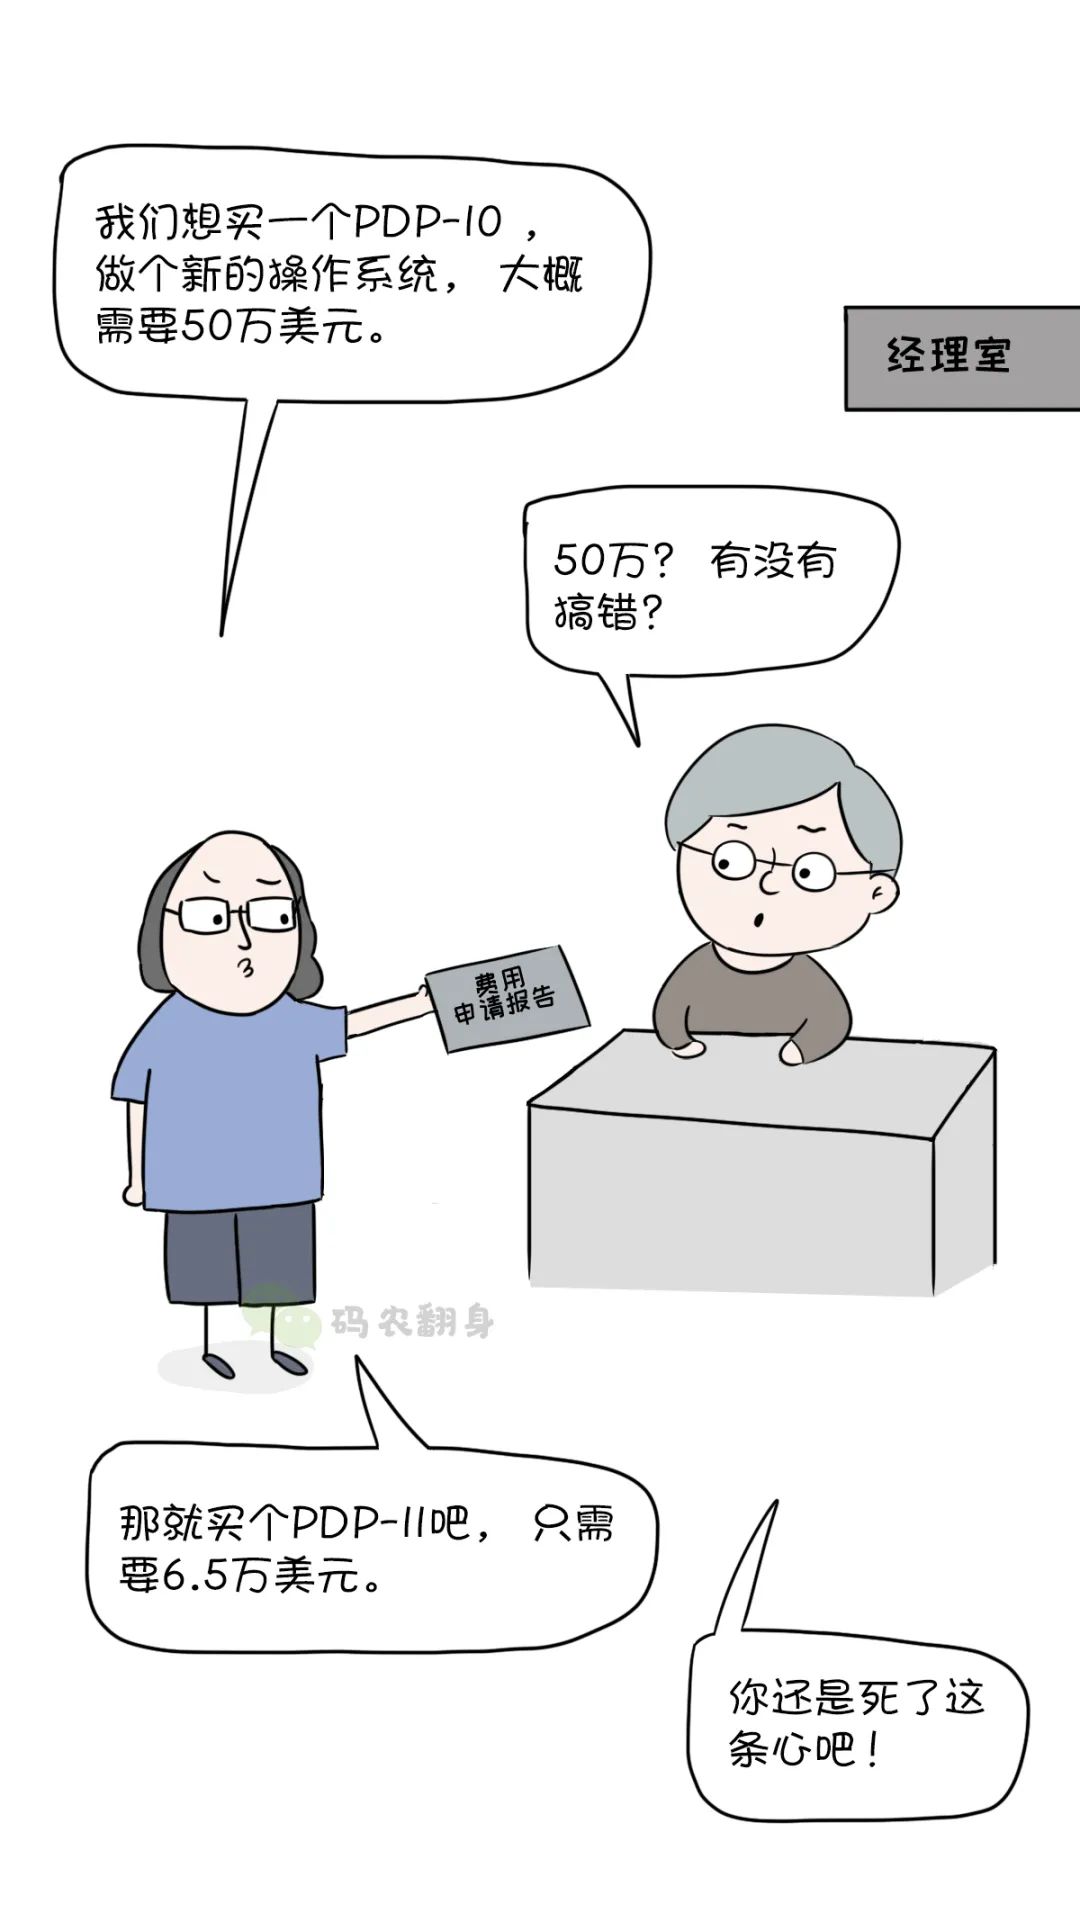 我们想买一个PDP-10，
做个新的操作系统， 大概
需要50万美元。
经理室
50万？ 有没有
搞错？
费用
申请报告
码农翻身
那就买个PDP-11吧， 只需
要6.5万美元。
你还是死了这
条心吧！